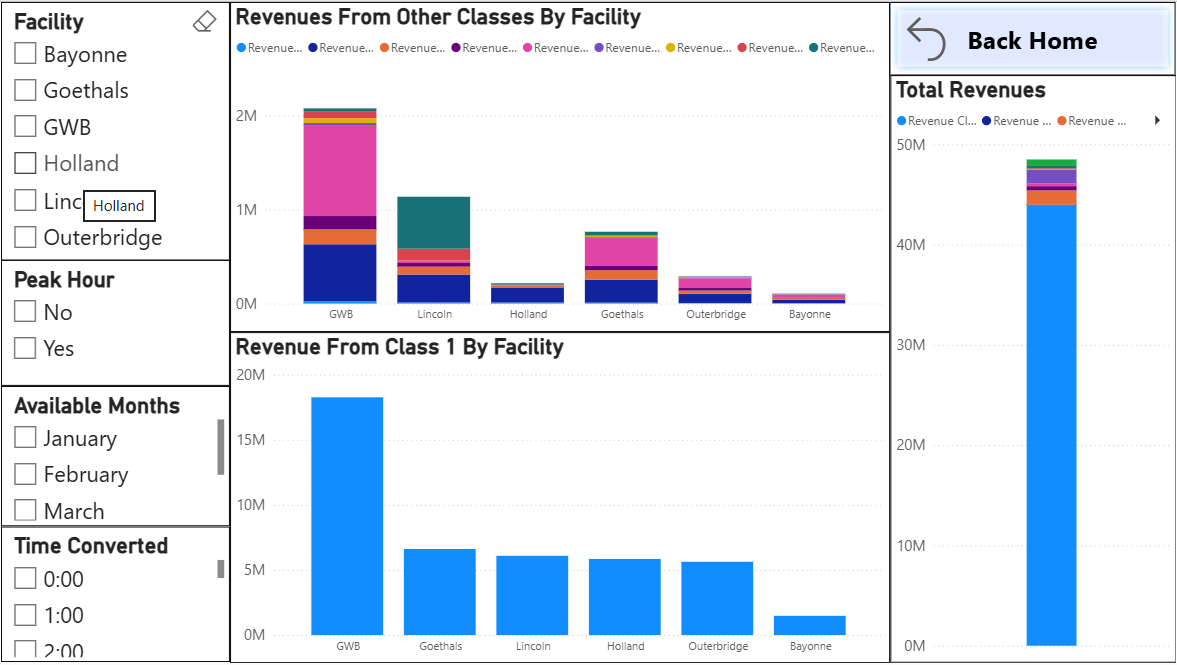 Facility
Bayonne
Goethals
GWB
Holland
Linc
Holland
Outerbridge
Peak Hour
No
Yes
Available Months
January
February
March
Time Converted
0:00
1:00
2:00
Revenues From Other Classes By Facility
Revenue... Revenue... Revenue... Revenue... Revenue... Revenue... Revenue... Revenue... Revenue...
2M
1M
0M
GWB Lincoln Holland Goethals Outerbridge Bayonne
Revenue From Class 1 By Facility
20M
15M
10M
5M
0M
GWB Goethals Lincoln Holland Outerbridge Bayonne
Back Home
Total Revenues
Revenue Cl... Revenue ... Revenue ...
50M
40M
30M
20M
10M
0M